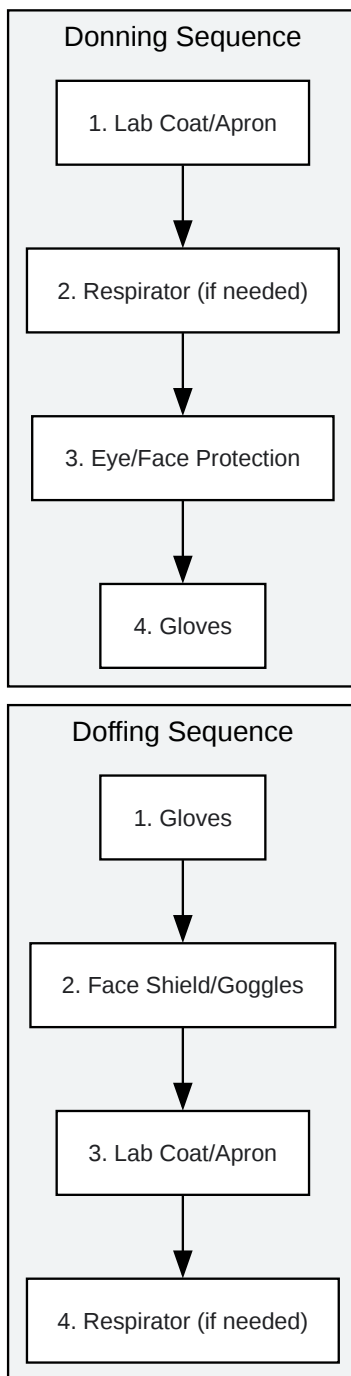 Donning Sequence
1. Lab Coat/Apron
2. Respirator (if needed)
3. Eye/Face Protection
4. Gloves
Doffing Sequence
1. Gloves
2. Face Shield/Goggles
3. Lab Coat/Apron
4. Respirator (if needed)